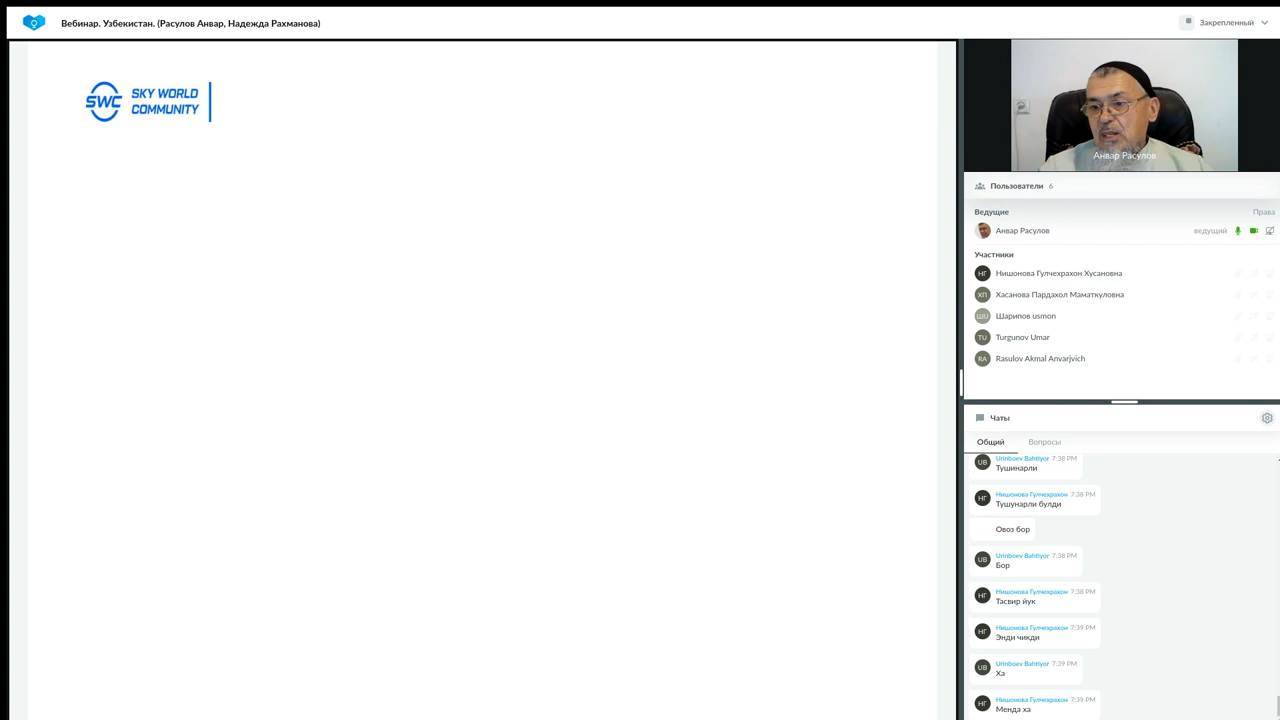 Вебинар. Узбекистан. (Расулов Анвар, Надежда Рахманова)
Закрепленный
SWC
SKY WORLD
COMMUNITY
Анвар Расулов
Пользователи 6
Ведущие Права
Анвар Расулов ведущий
Участники
НГ Нишонова Гулчехрахон Хусановна
ХП Хасанова Пардахол Маматкуловна
ШU Шарипов usmon
TU Turgunov Umar
RA Rasulov Akmal Anvarjvich
Чаты
Общий Вопросы
UB Urinboev Bahtiyor 7:38 PM
Тушинарли
НГ Нишонова Гулчехрахон 7:38 PM
Тушунарли булди
Овоз бор
UB Urinboev Bahtiyor 7:38 PM
Бор
НГ Нишонова Гулчехрахон 7:38 PM
Тасвир йук
НГ Нишонова Гулчехрахон 7:39 PM
Энди чикди
UB Urinboev Bahtiyor 7:39 PM
Ха
НГ Нишонова Гулчехрахон 7:39 PM
Менда ха